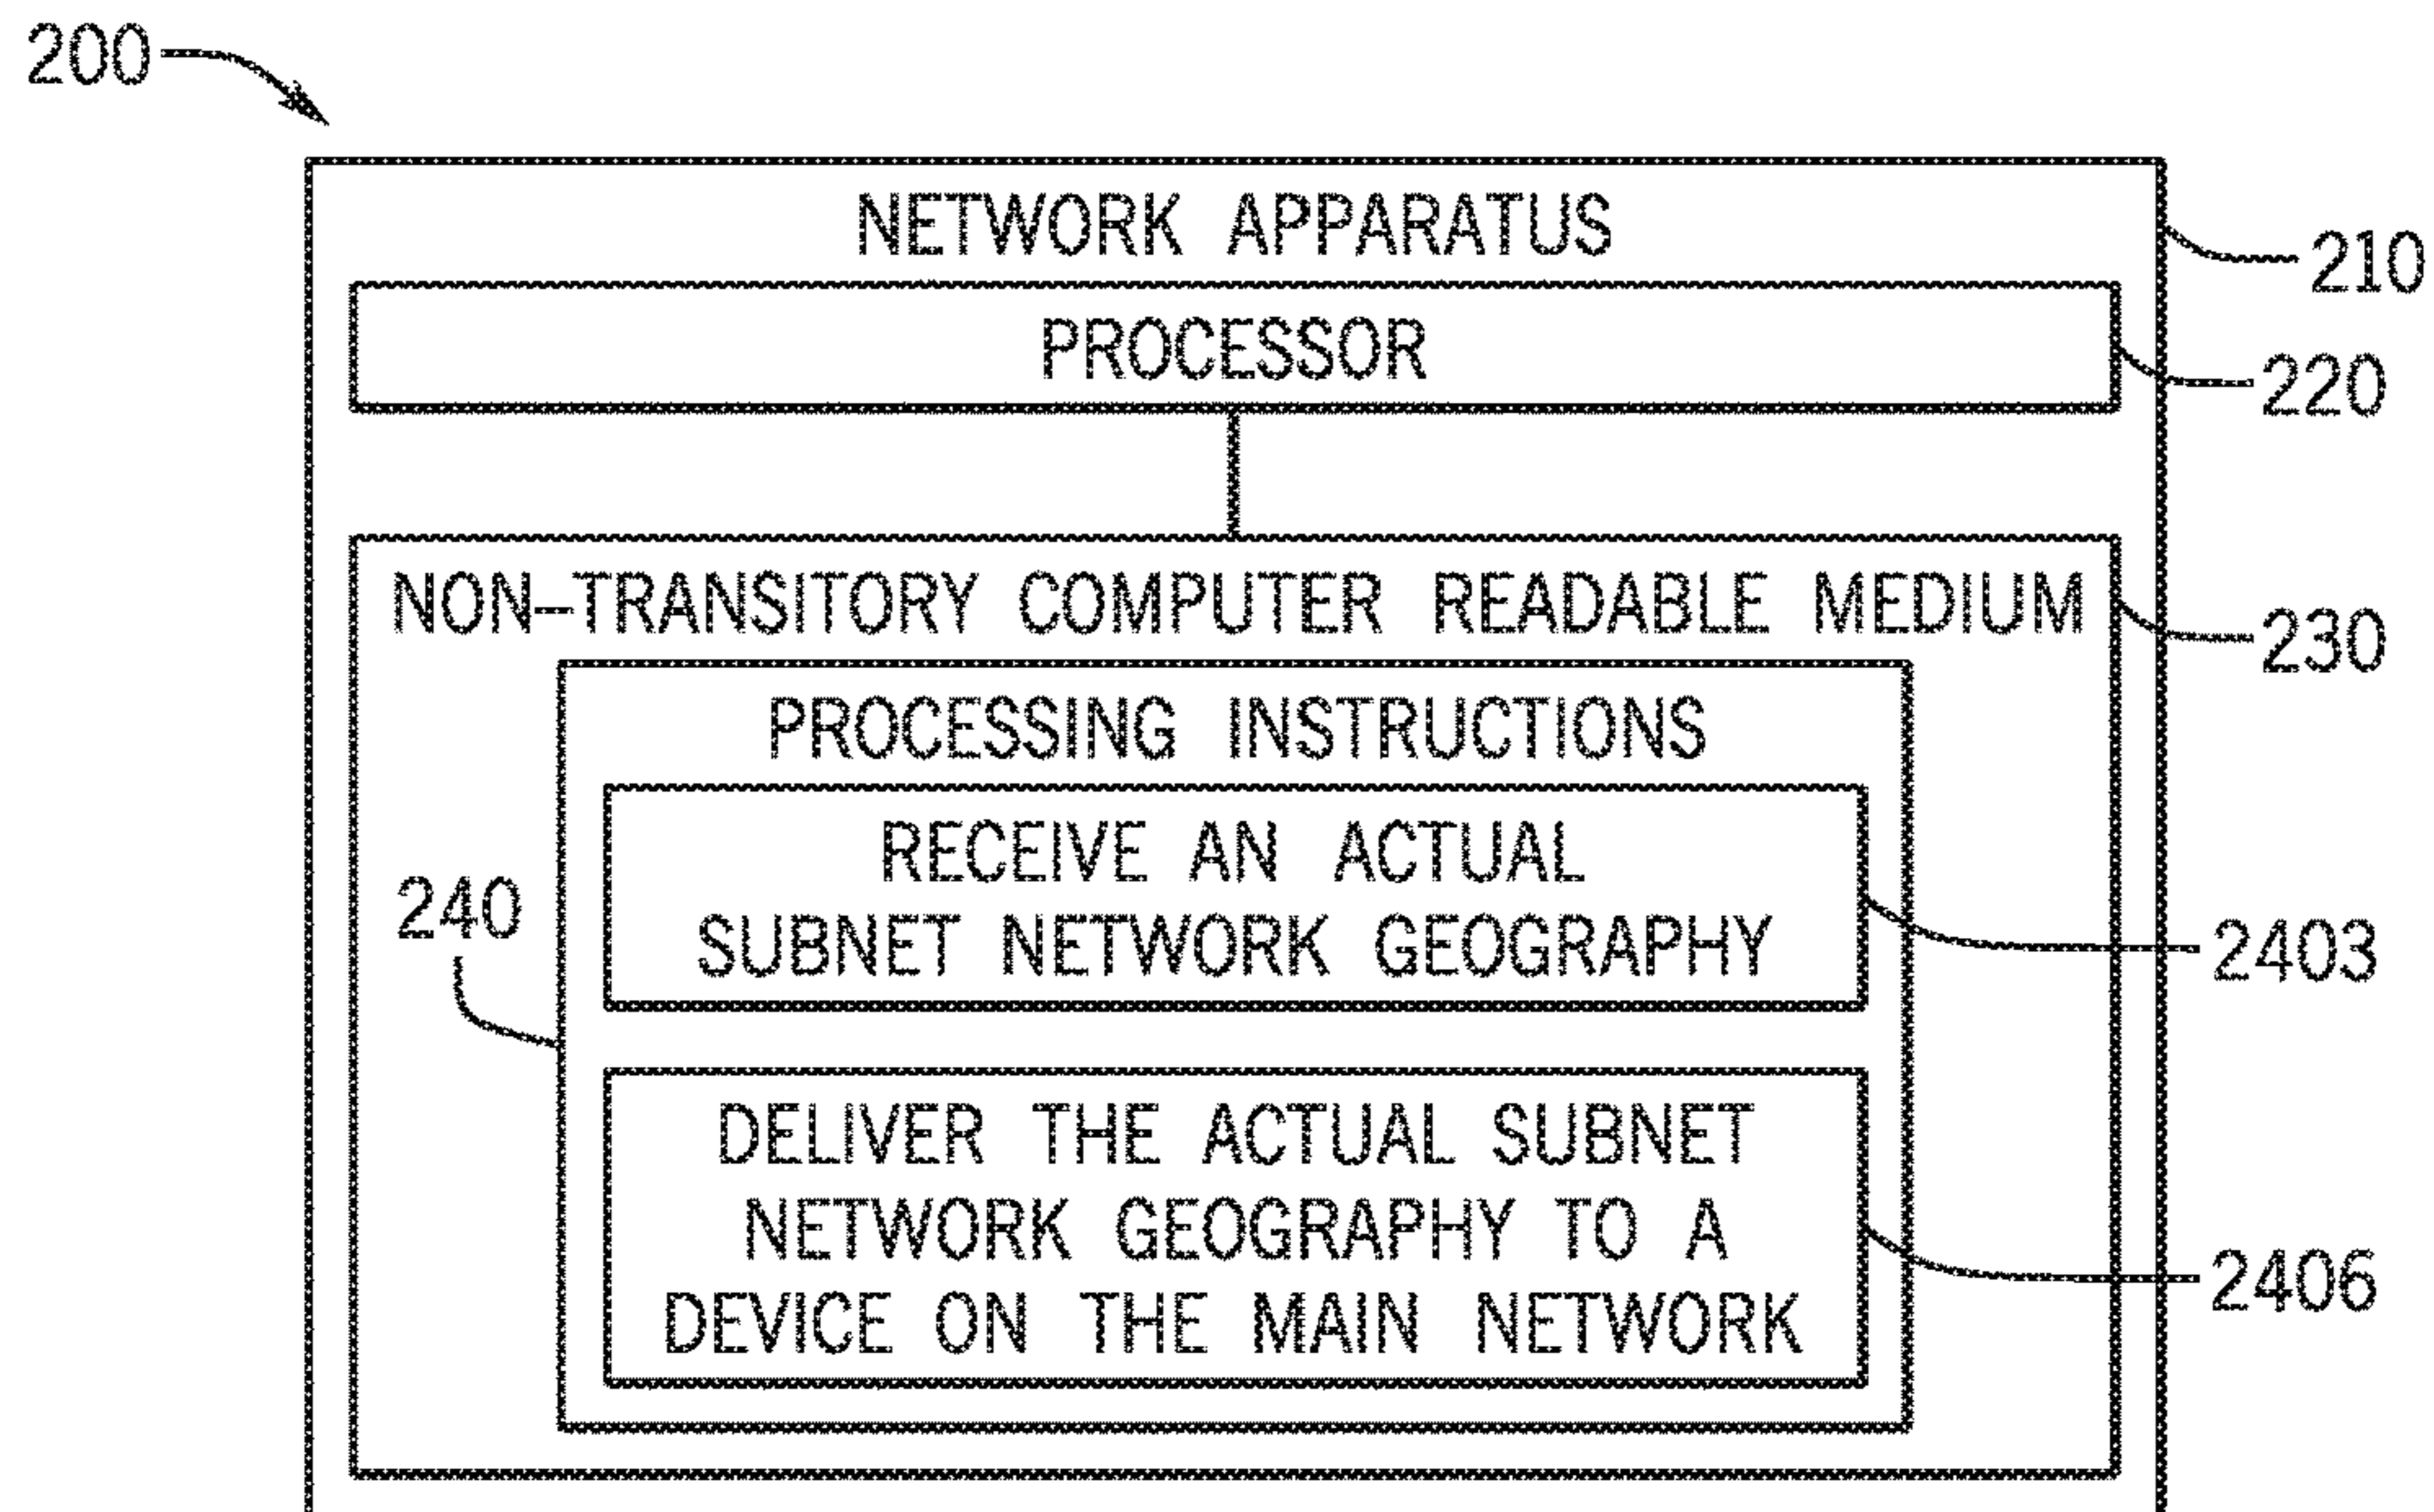 200
NETWORK APPARATUS
210
PROCESSOR
220
NON-TRANSITORY COMPUTER READABLE MEDIUM
230
PROCESSING INSTRUCTIONS
RECEIVE AN ACTUAL
240
SUBNET NETWORK GEOGRAPHY
2403
DELIVER THE ACTUAL SUBNET
NETWORK GEOGRAPHY TO A
2406
DEVICE ON THE MAIN NETWORK